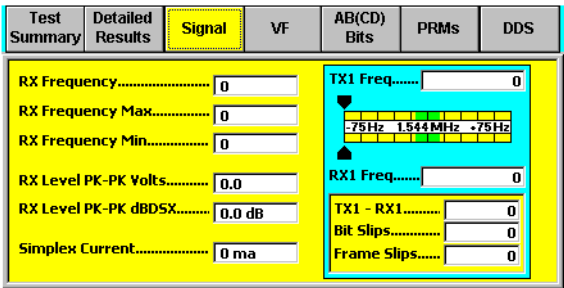 Test Summary Detailed Results Signal VF AB(CD) Bits PRMs DDS
RX Frequency....................... 0
RX Frequency Max................ 0
RX Frequency Min................. 0
RX Level PK-PK Volts........... 0.0
RX Level PK-PK dBDSX......... 0.0 dB
Simplex Current................... 0 ma
TX1 Freq....... 0
-75Hz 1.544MHz +75Hz
RX1 Freq....... 0
TX1 - RX1.......... 0
Bit Slips............. 0
Frame Slips...... 0